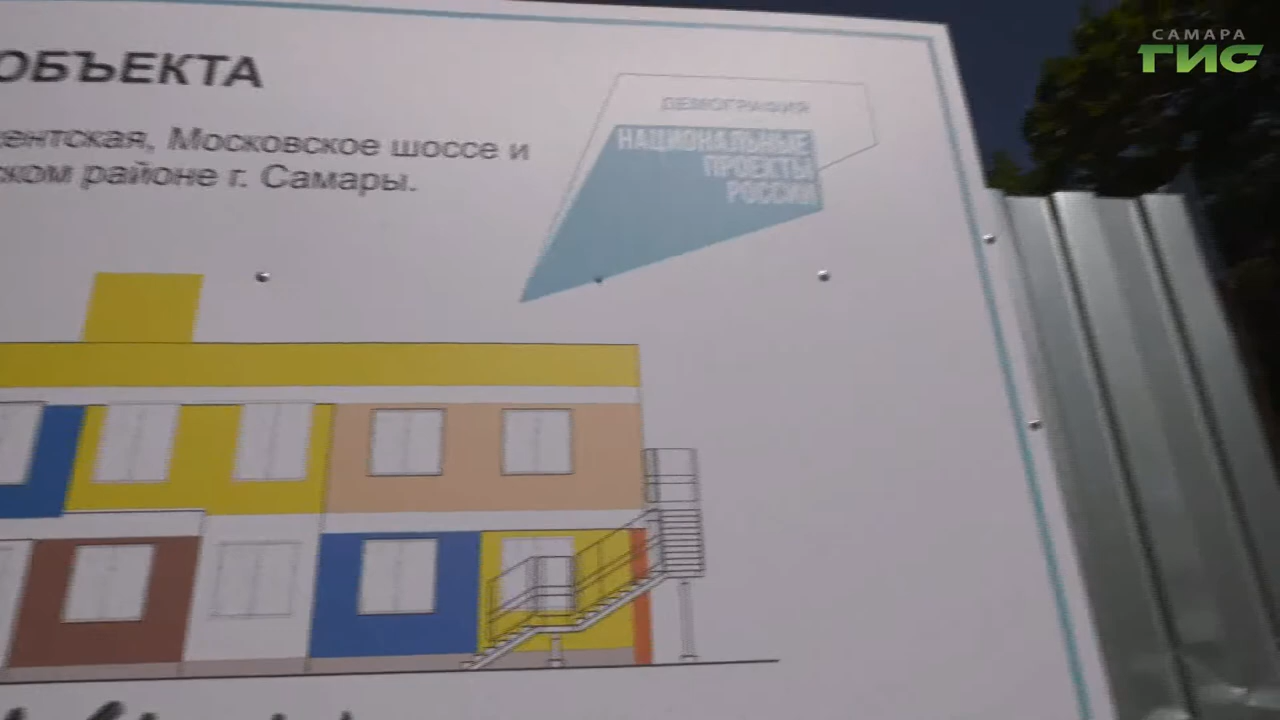 САМАРА
ГИС
ОБЪЕКТА
ДЕМОГРАФИЯ
НАЦИОНАЛЬНЫЕ
ПРОЕКТЫ
РОССИИ
ентская, Московское шоссе и
ском районе г. Самары.